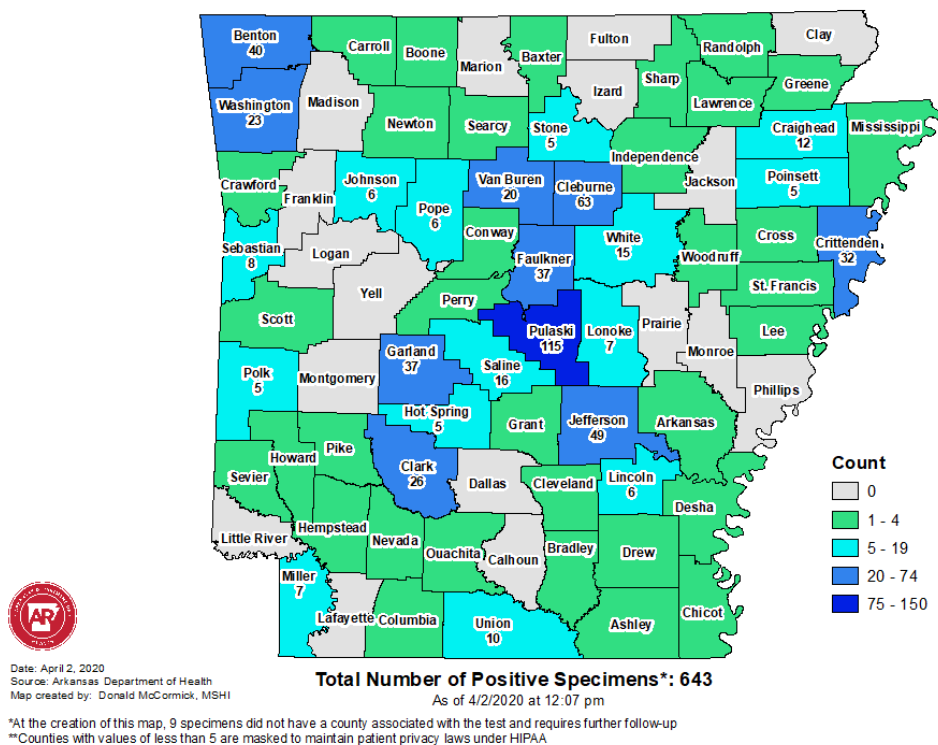 Benton
40
Carroll
Boone
Marion
Baxter
Fulton
Randolph
Clay
Sharp
Izard
Greene
Washington
23
Madison
Lawrence
Newton
Searcy
Stone
5
Craighead
12
Mississippi
Independence
Crawford
Franklin
Johnson
6
Pope
6
Van Buren
20
Cleburne
63
Jackson
Poinsett
5
Conway
White
15
Woodruff
Cross
Crittenden
32
Sebastian
8
Logan
Faulkner
37
St. Francis
Yell
Perry
Scott
Pulaski
115
Lonoke
7
Prairie
Monroe
Lee
Garland
37
Saline
16
Polk
5
Montgomery
Phillips
Hot Spring
5
Grant
Jefferson
49
Arkansas
Pike
Howard
Sevier
Clark
26
Dallas
Cleveland
Lincoln
6
Desha
Little River
Hempstead
Nevada
Ouachita
Calhoun
Bradley
Drew
Miller
7
Lafayette
Columbia
Union
10
Ashley
Chicot
Count
0
1 - 4
5 - 19
20 - 74
75 - 150
AR
Date: April 2, 2020
Source: Arkansas Department of Health
Map created by: Donald McCormick, MSHI
Total Number of Positive Specimens*: 643
As of 4/2/2020 at 12:07 pm
*At the creation of this map, 9 specimens did not have a county associated with the test and requires further follow-up
**Counties with values of less than 5 are masked to maintain patient privacy laws under HIPAA